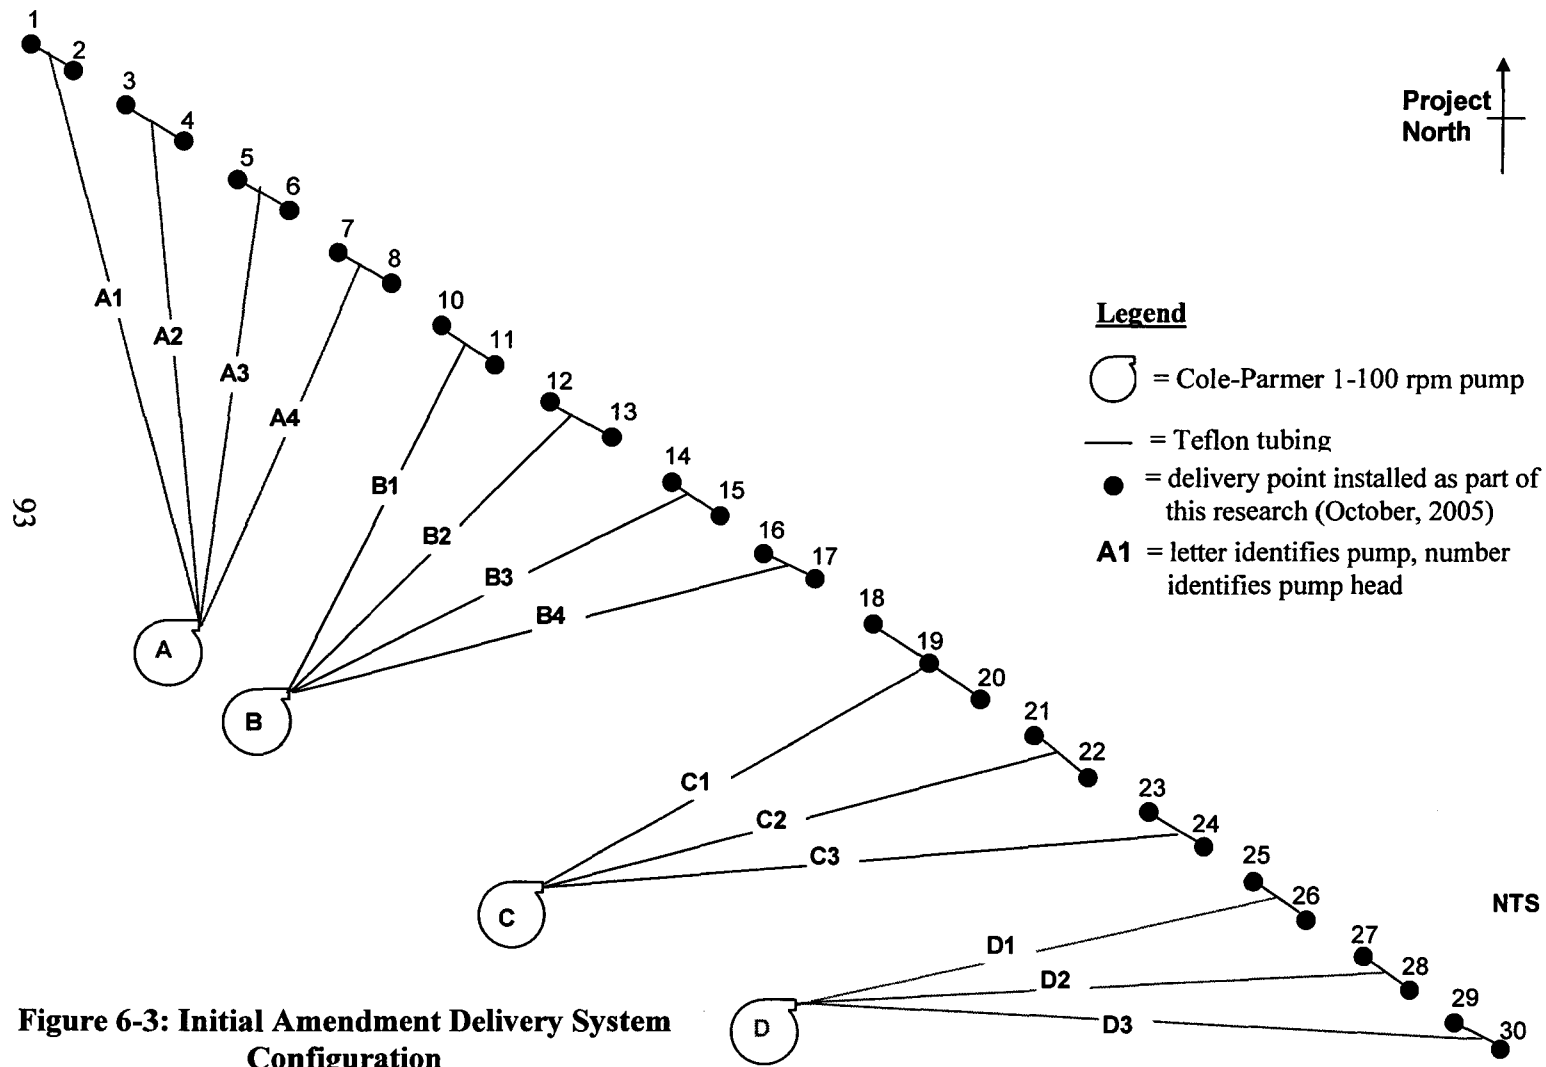 1
2
3
4
5
6
7
8
10
11
12
13
14
15
16
17
18
19
20
21
22
23
24
25
26
27
28
29
30
A1
A2
A3
A4
B1
B2
B3
B4
C1
C2
C3
D1
D2
D3
A
B
C
D
Project
North
Legend
= Cole-Parmer 1-100 rpm pump
= Teflon tubing
= delivery point installed as part of
this research (October, 2005)
A1 = letter identifies pump, number
identifies pump head
NTS
93
Figure 6-3: Initial Amendment Delivery System
Configuration